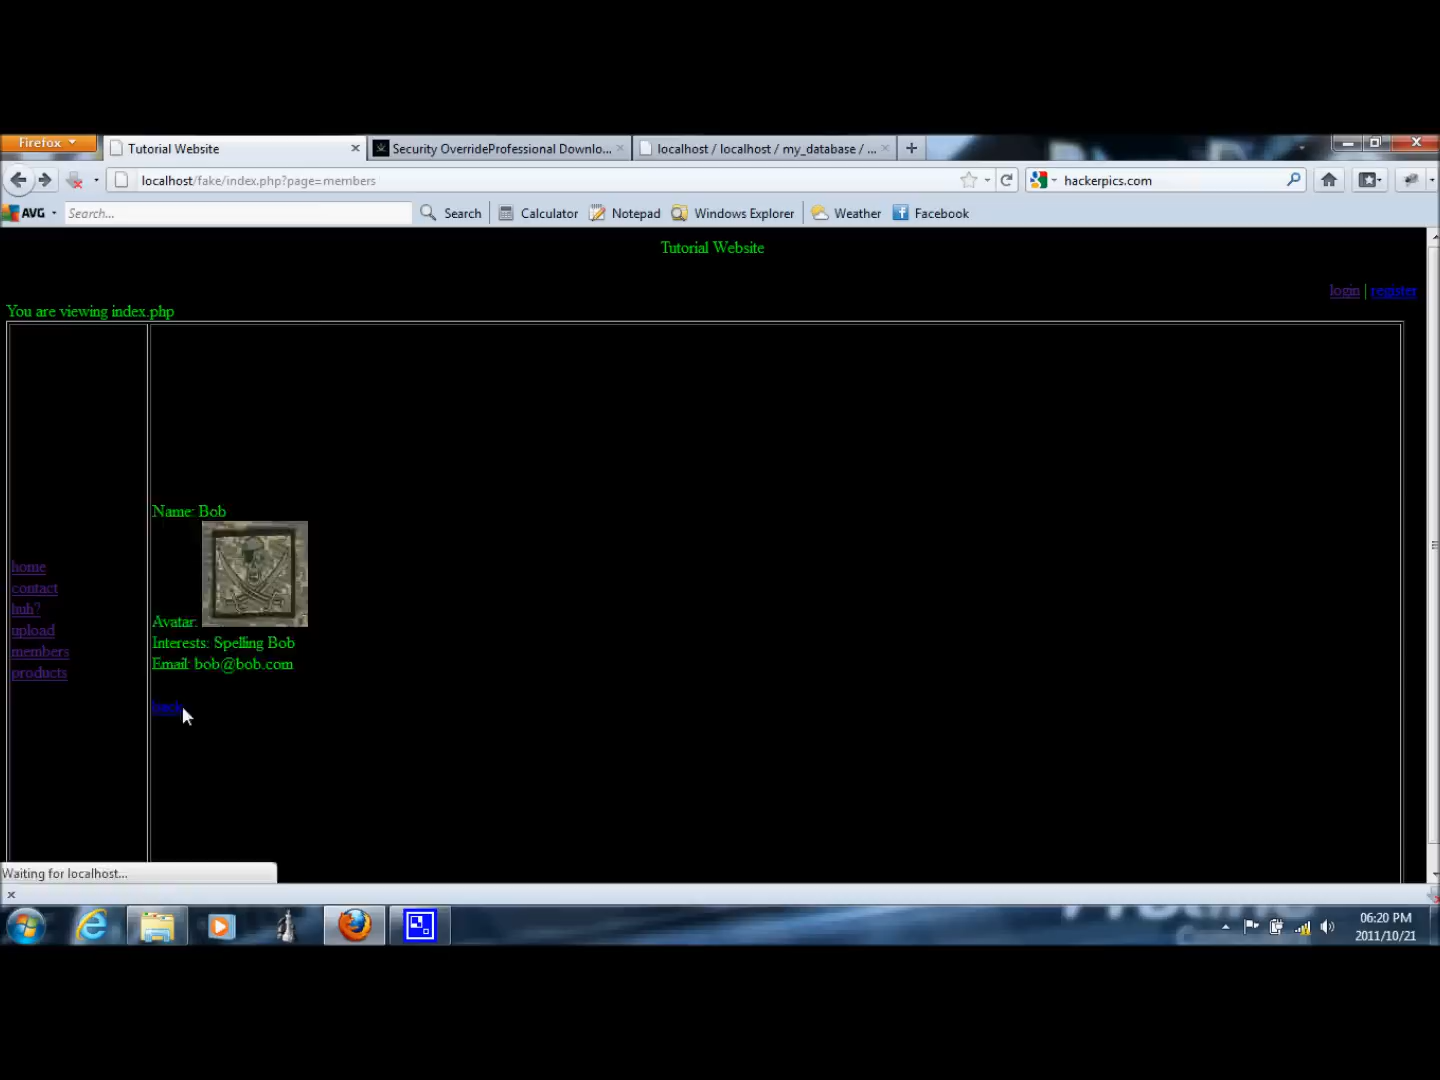 Firefox
Tutorial Website
Security OverrideProfessional Downlo...
localhost / localhost / my_database / ...
localhost/fake/index.php?page=members
hackerpics.com
AVG
Search...
Search
Calculator
Notepad
Windows Explorer
Weather
Facebook
Tutorial Website
login | register
You are viewing index.php
Name: Bob
home
contact
huh?
upload
members
products
Avatar:
Interests: Spelling Bob
Email: bob@bob.com
back
Waiting for localhost...
06:20 PM
2011/10/21